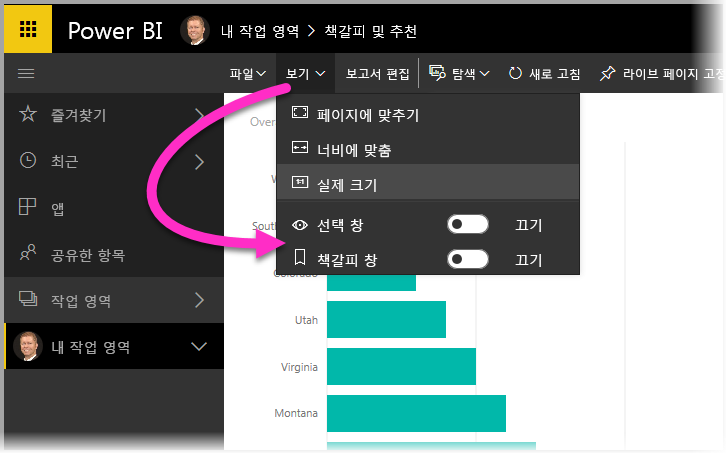 Power BI 내 작업 영역 > 책갈피 및 추천
파일 보기 보고서 편집 탐색 새로 고침 라이브 페이지 고정
즐겨찾기
최근
앱
공유한 항목
작업 영역
내 작업 영역
페이지에 맞추기
너비에 맞춤
1:1 실제 크기
선택 창 끄기
책갈피 창 끄기
Over
Colorado
Utah
Virginia
Montana